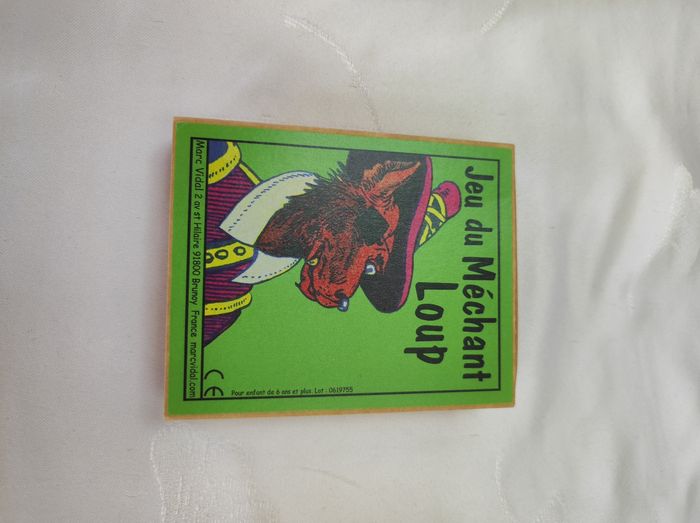 Jeu du Méchant
Loup
Pour enfant de 6 ans et plus. Lot : 0619755
CE
Marc Vidal 2 av st Hilaire 91800 Brunoy France marcvidal.com